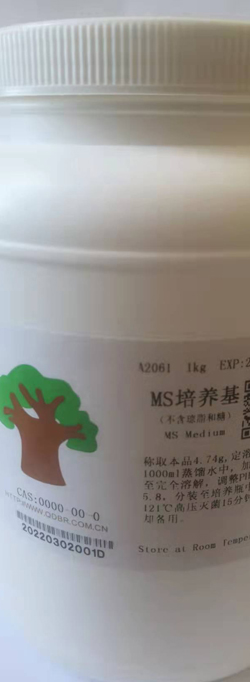 A2061 1kg EXP:2
MS培养基
(不含琼脂和糖)
MS Medium
称取本品4.74g,定溶
1000ml蒸馏水中,加
至完全溶解,调整PH
5.8,分装至培养瓶中
121℃高压灭菌15分钟
却备用.
Store at Room Tempe
CAS:0000-00-0
HTTP://WWW.QDBR.COM.CN
20220302001D